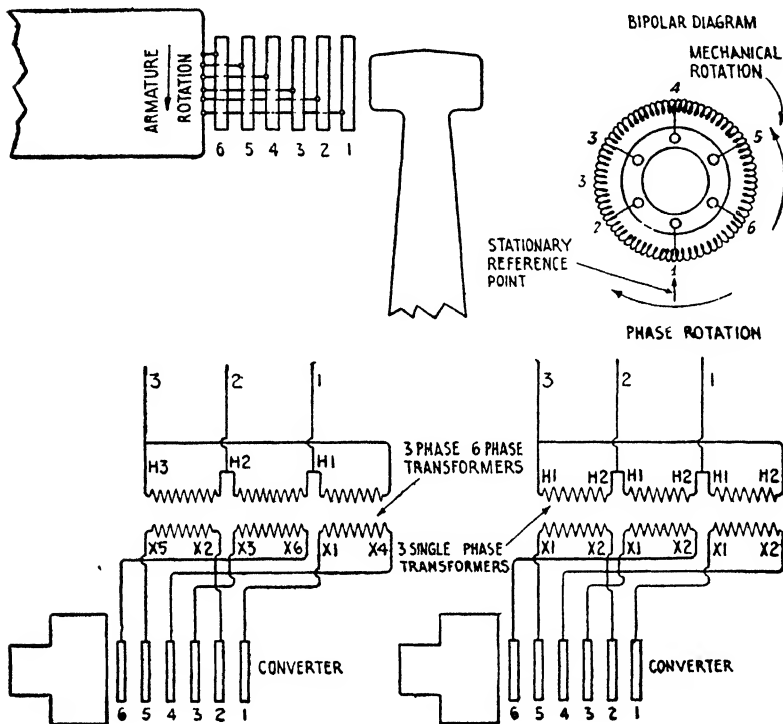 BIPOLAR DIAGRAM
MECHANICAL
ROTATION
ARMATURE
ROTATION
6 5 4 3 2 1
4
3 5
3
2 6
1
STATIONARY
REFERENCE
POINT
PHASE ROTATION
3 2 1
3 2 1
3 PHASE 6 PHASE
TRANSFORMERS
H3 H2 H1
H1 H2 H1 H2 H1 H2
X5 X2 X3 X6 X1 X4
3 SINGLE PHASE
TRANSFORMERS
X1 X2 X1 X2 X1 X2
CONVERTER
6 5 4 3 2 1
CONVERTER
6 5 4 3 2 1